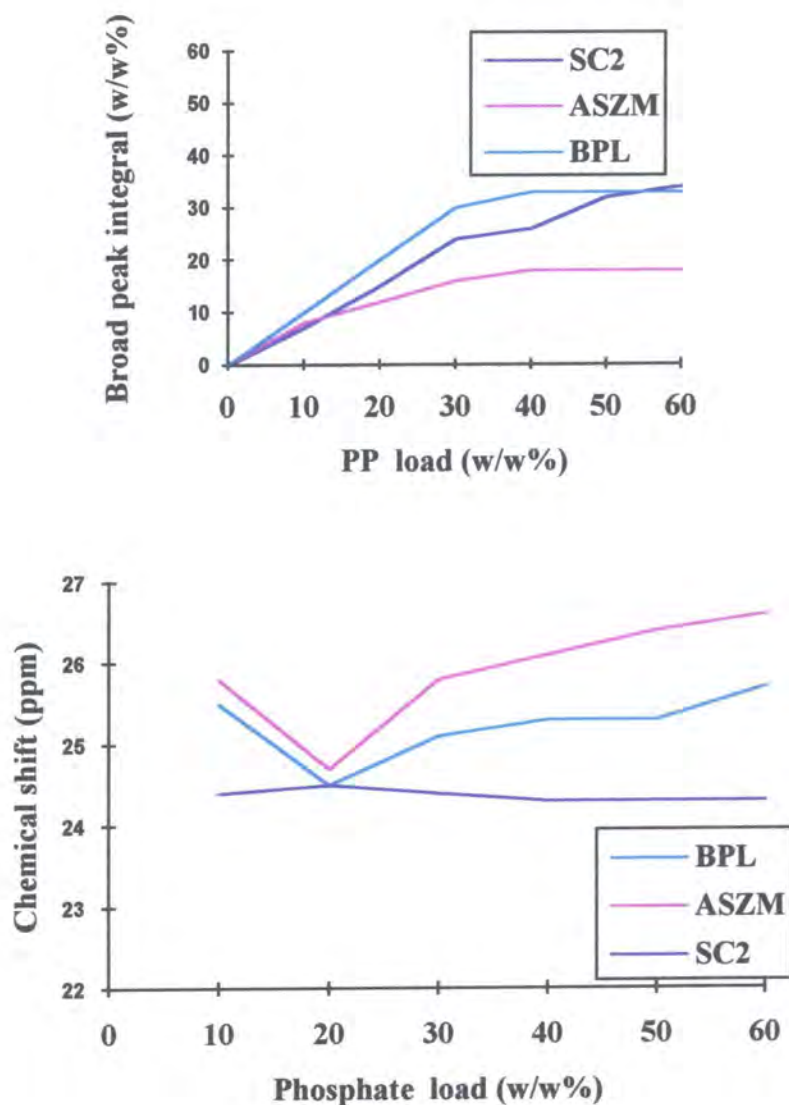 Broad peak integral (w/w%)
60
50
40
30
20
10
0
SC2
ASZM
BPL
0 10 20 30 40 50 60
PP load (w/w%)
Chemical shift (ppm)
27
26
25
24
23
22
BPL
ASZM
SC2
0 10 20 30 40 50 60
Phosphate load (w/w%)